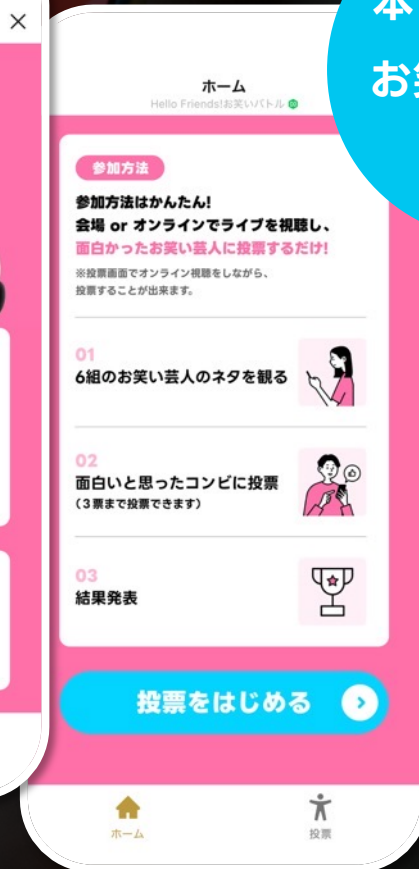 本
お笑
ホーム
Hello Friends!お笑いバトル
参加方法
参加方法はかんたん!
会場 or オンラインでライブを視聴し、
面白かったお笑い芸人に投票するだけ!
※投票画面でオンライン視聴をしながら、
投票することが出来ます。
01
6組のお笑い芸人のネタを観る
02
面白いと思ったコンビに投票
(3票まで投票できます)
03
結果発表
投票をはじめる
ホーム
投票